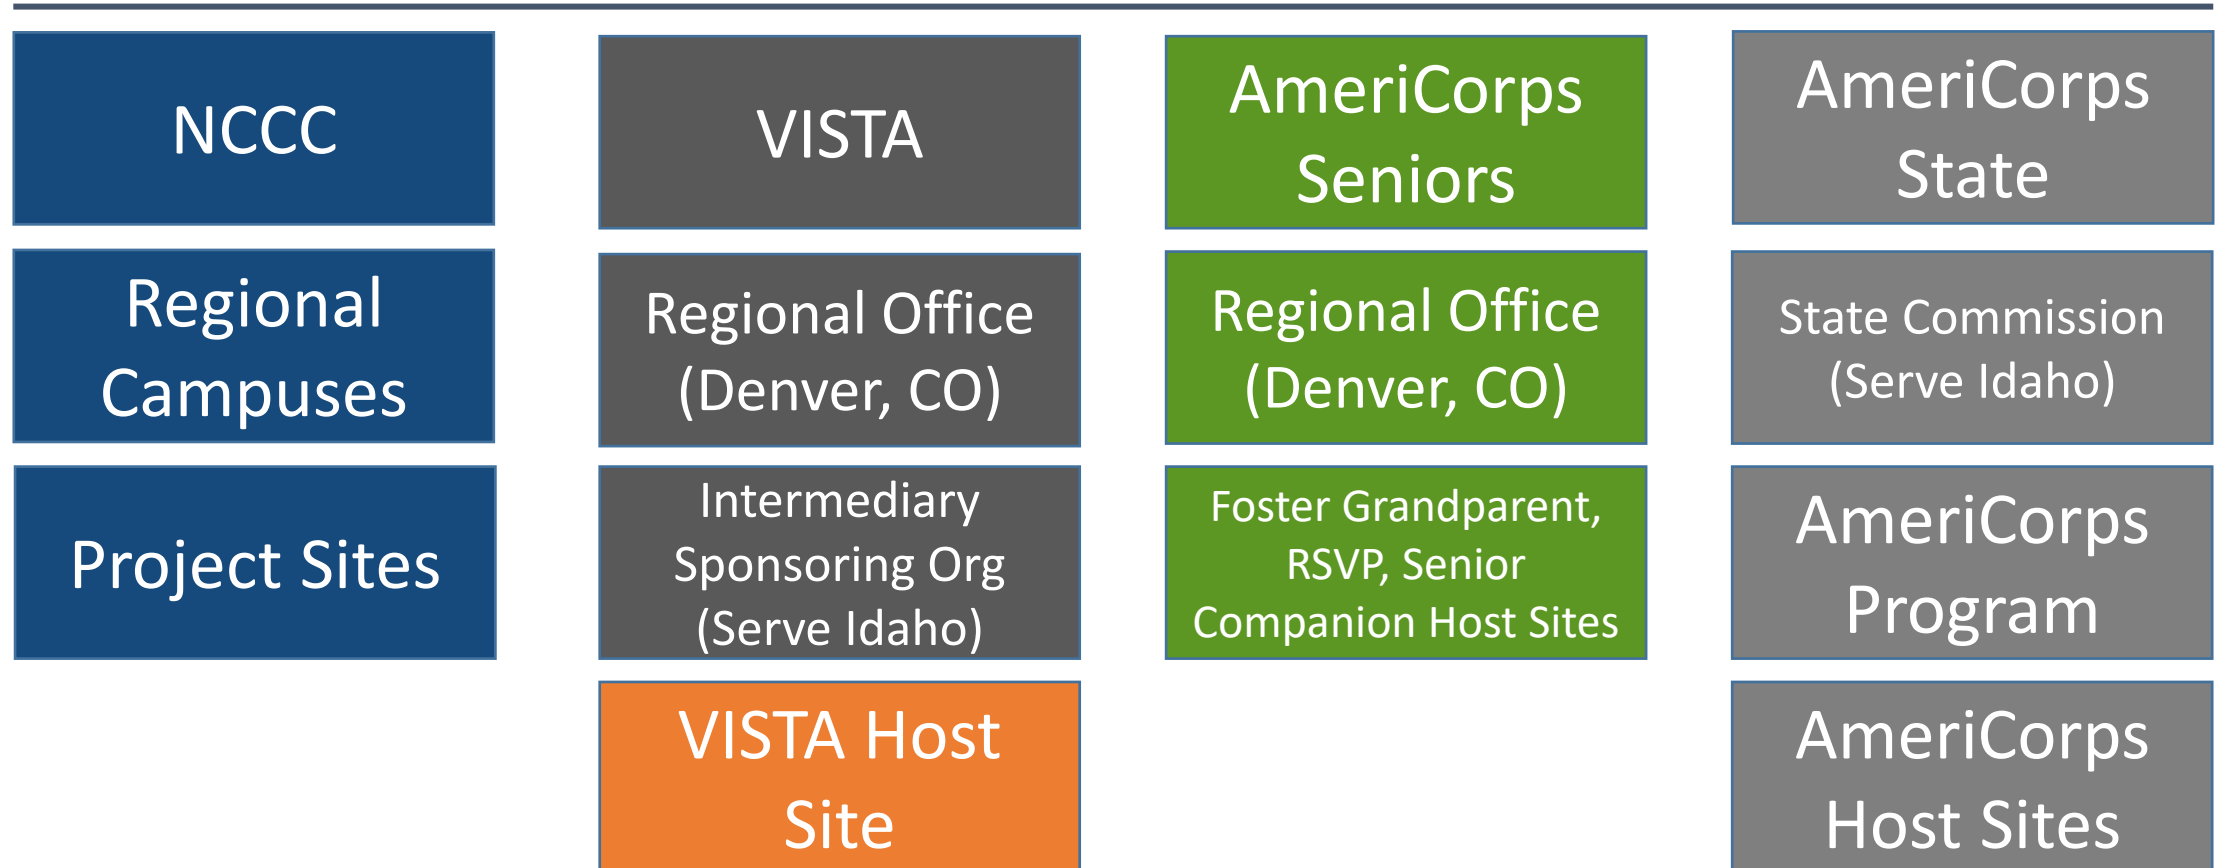 NCCC
VISTA
AmeriCorps
Seniors
AmeriCorps
State
Regional
Campuses
Regional Office
(Denver, CO)
Regional Office
(Denver, CO)
State Commission
(Serve Idaho)
Project Sites
Intermediary
Sponsoring Org
(Serve Idaho)
Foster Grandparent,
RSVP, Senior
Companion Host Sites
AmeriCorps
Program
VISTA Host
Site
AmeriCorps
Host Sites